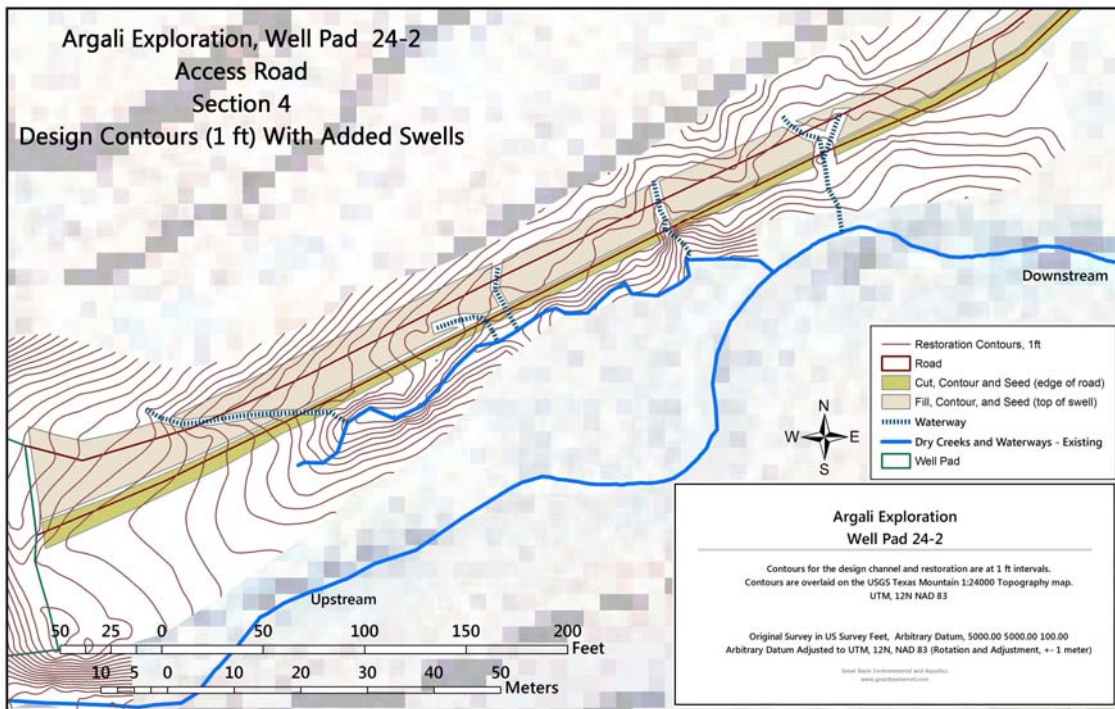 Argali Exploration, Well Pad  24-2
Access Road
Section 4
Design Contours (1 ft) With Added Swells
Downstream
Restoration Contours, 1ft
Road
Cut, Contour and Seed (edge of road)
Fill, Contour, and Seed (top of swell)
Waterway
Dry Creeks and Waterways - Existing
Well Pad
N
W E
S
Upstream
50 25 0 50 100 150 200
Feet
10 5 0 10 20 30 40 50
Meters
Argali Exploration
Well Pad 24-2
Contours for the design channel and restoration are at 1 ft intervals.
Contours are overlaid on the USGS Texas Mountain 1:24000 Topography map.
UTM, 12N NAD 83
Original Survey in US Survey Feet,  Arbitrary Datum, 5000.00 5000.00 100.00
Arbitrary Datum Adjusted to UTM, 12N, NAD 83 (Rotation and Adjustment, +- 1 meter)
Great Basin Environmental and Aquatics